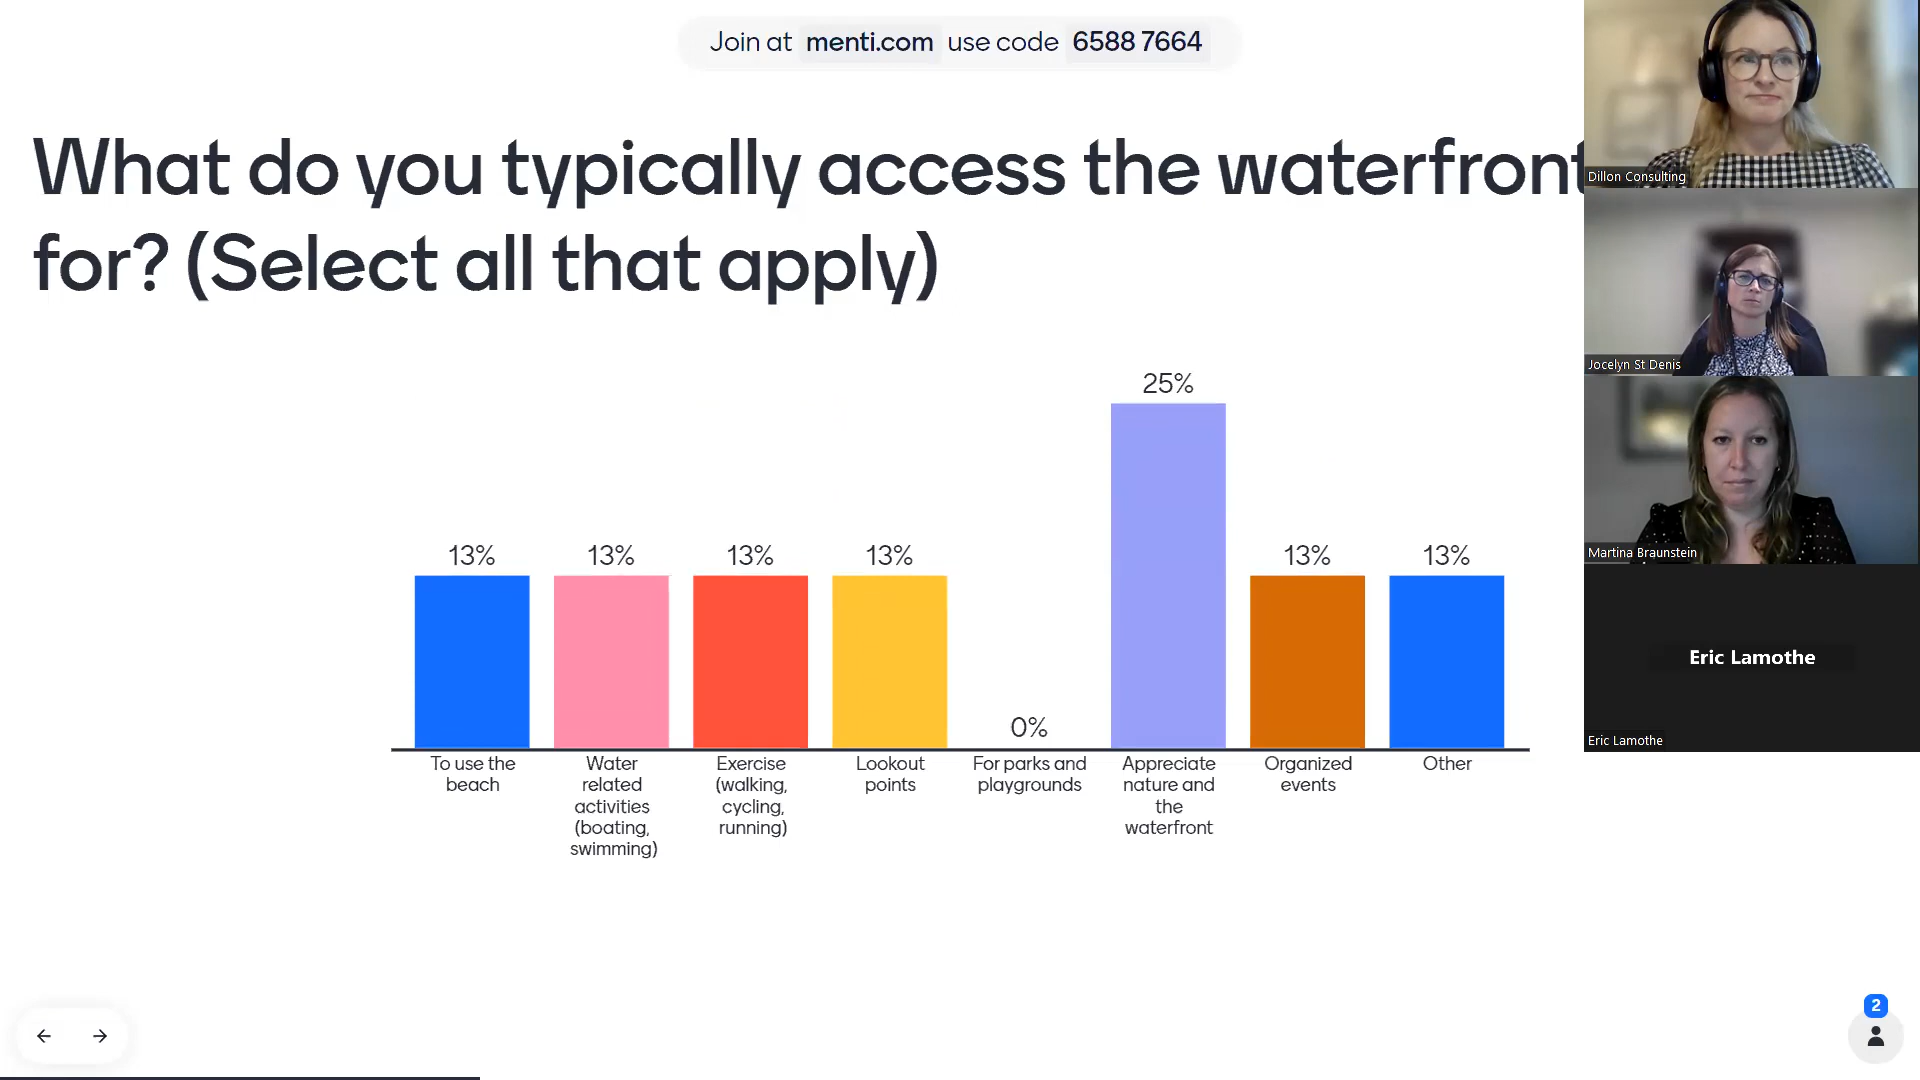 Join at menti.com use code 6588 7664
What do you typically access the waterfront
for? (Select all that apply)
25%
13%
13%
13%
13%
0%
13%
13%
To use the
beach
Water
related
activities
(boating,
swimming)
Exercise
(walking,
cycling,
running)
Lookout
points
For parks and
playgrounds
Appreciate
nature and
the
waterfront
Organized
events
Other
Dillon Consulting
Jocelyn St Denis
Martina Braunstein
Eric Lamothe
Eric Lamothe
2